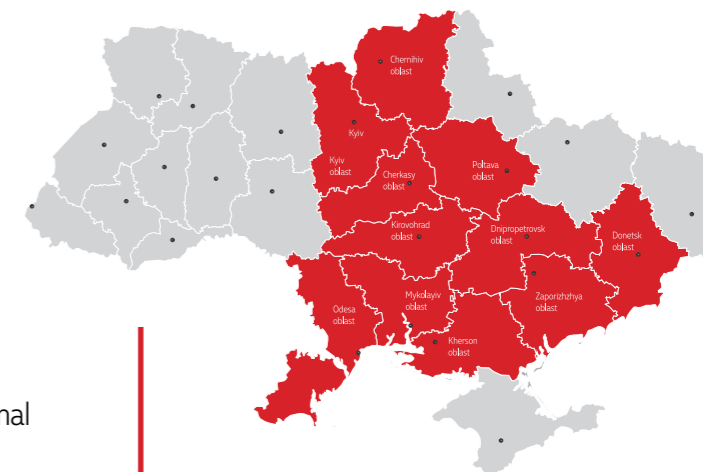 Chernihiv
oblast
Kyiv
Kyiv
oblast
Cherkasy
oblast
Poltava
oblast
Kirovohrad
oblast
Dnipropetrovsk
oblast
Donetsk
oblast
Mykolayiv
oblast
Zaporizhzhya
oblast
Odesa
oblast
Kherson
oblast